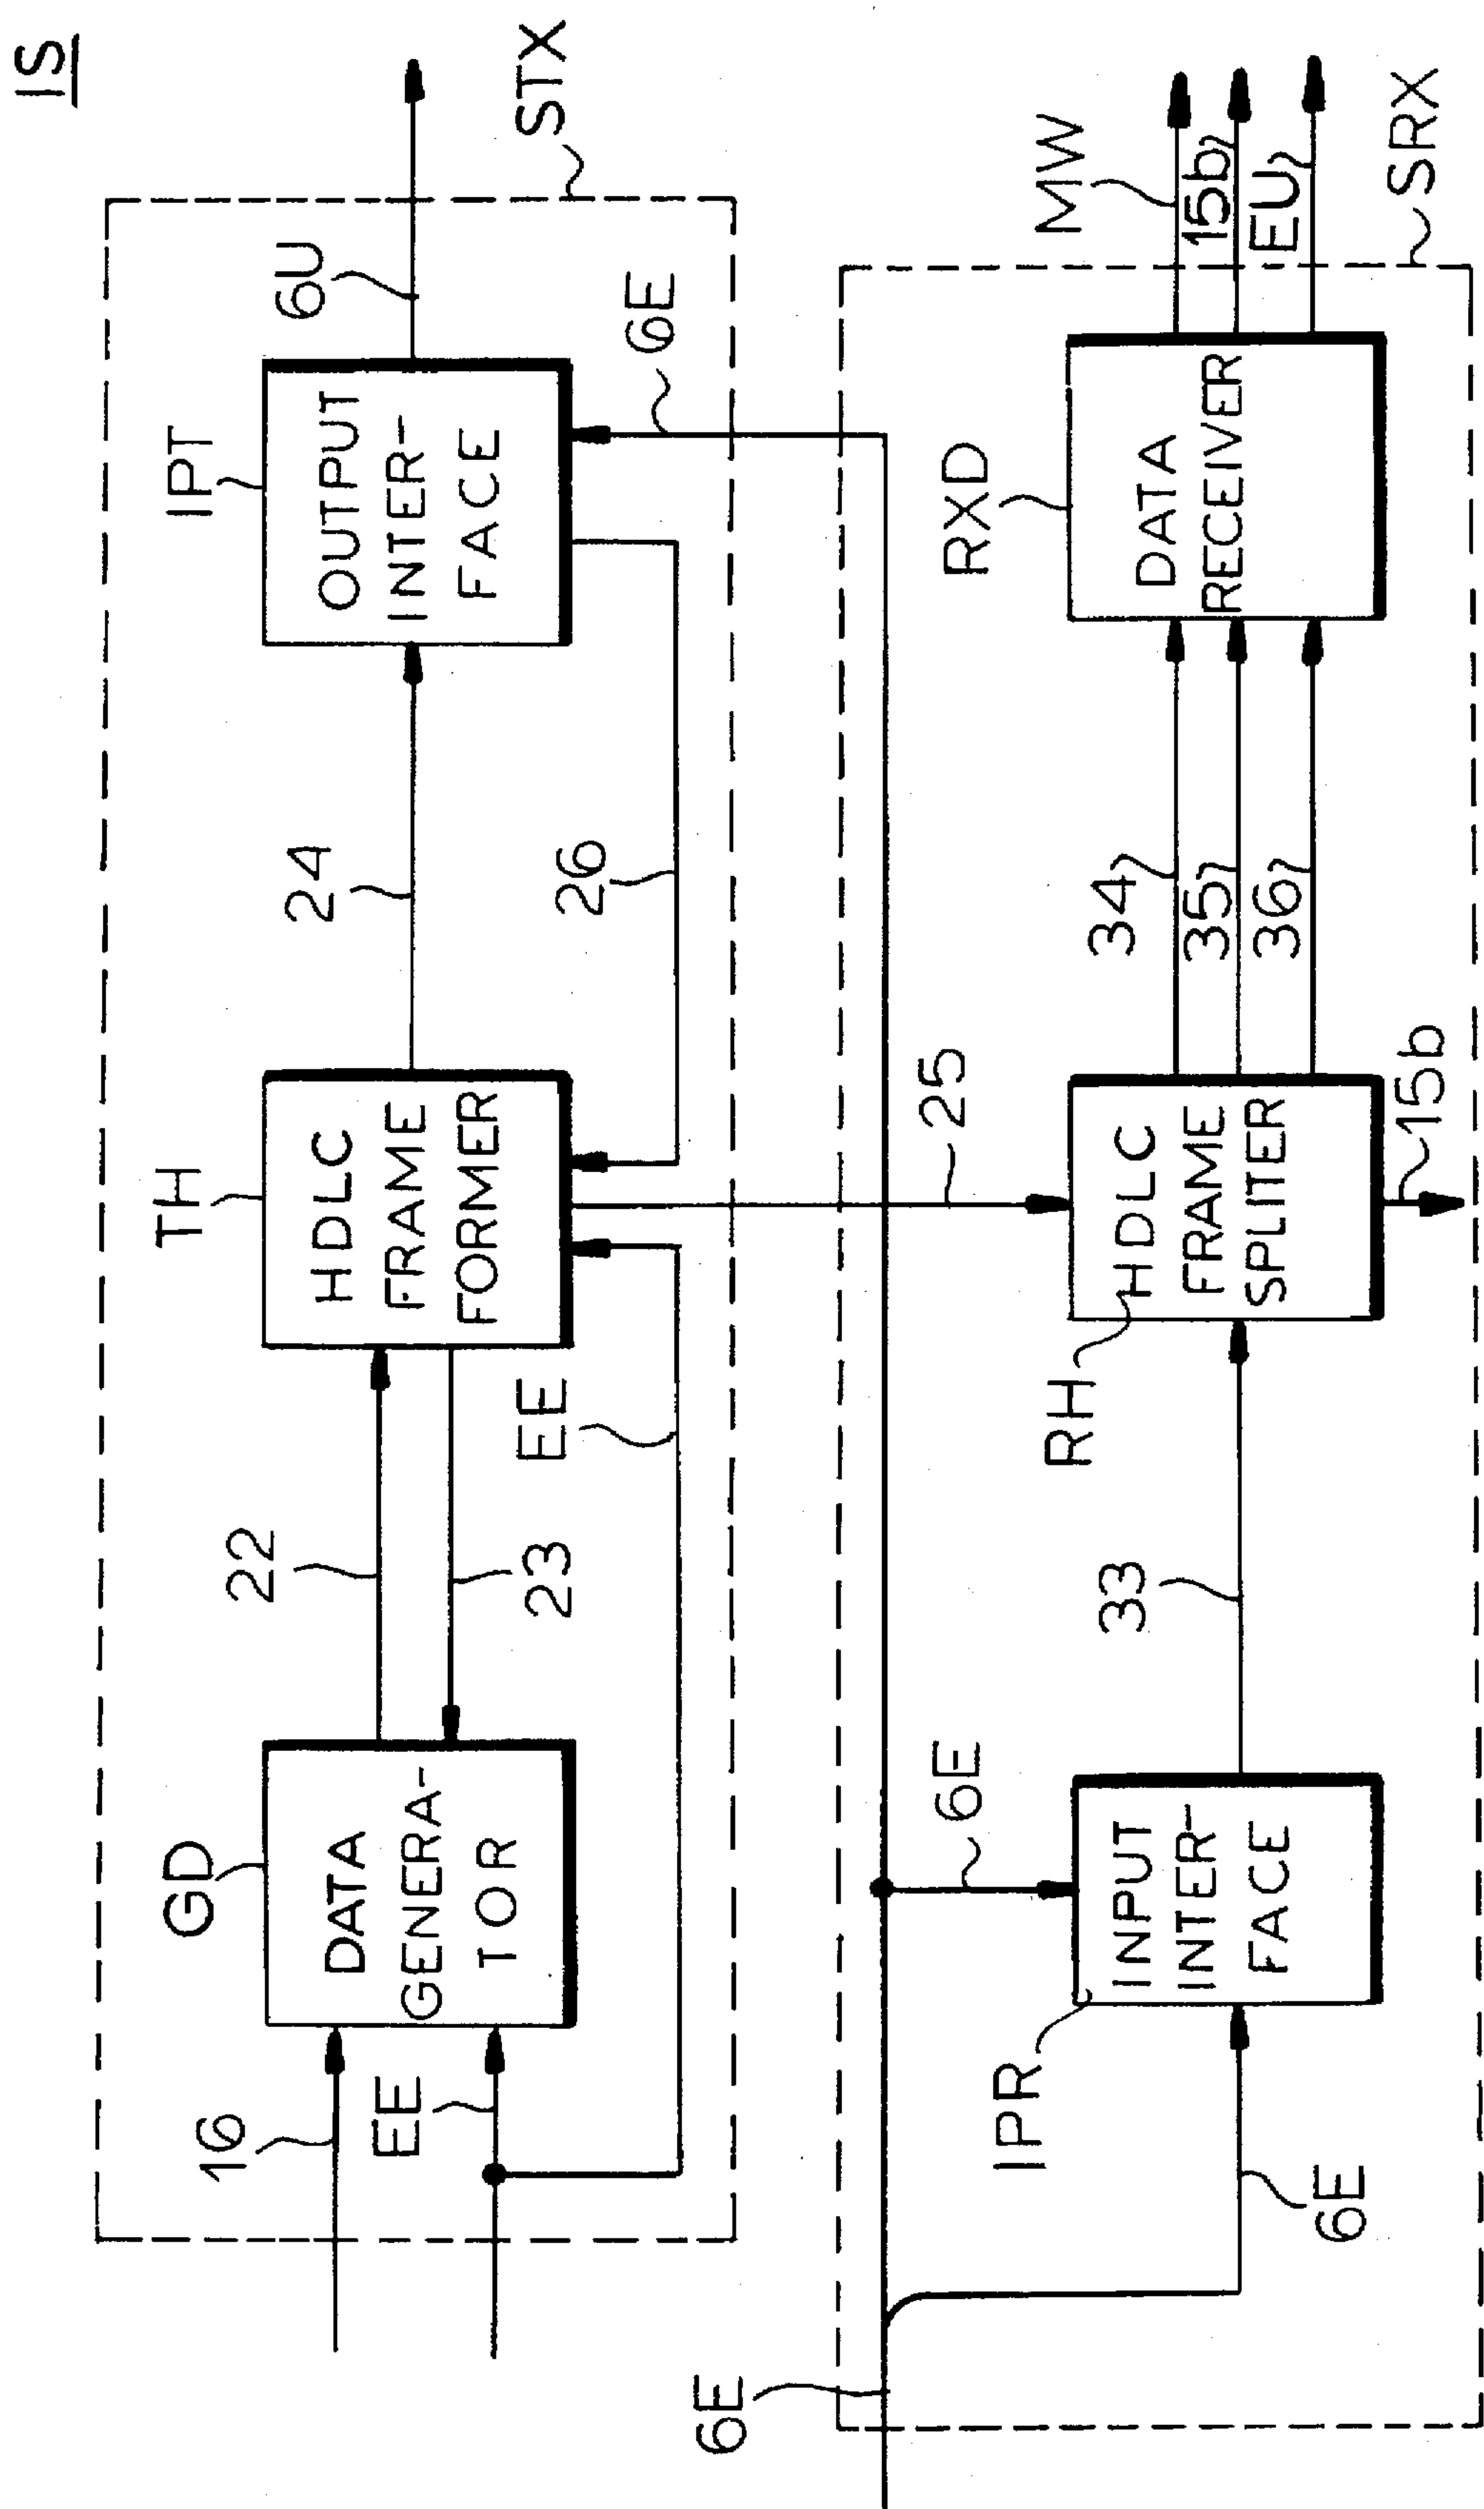 IS
STX
6U
IPT
OUTPUT
INTER-
FACE
6E
24
26
TH
HDLC
FRAME
FORMER
22
23
EE
GD
DATA
GENERA-
TOR
16
EE
25
MW
15b
EU
SRX
RXD
DATA
RECEIVER
34
35
36
15b
RH
HDLC
FRAME
SPLITER
33
6E
IPR
INPUT
INTER-
FACE
6E
6E